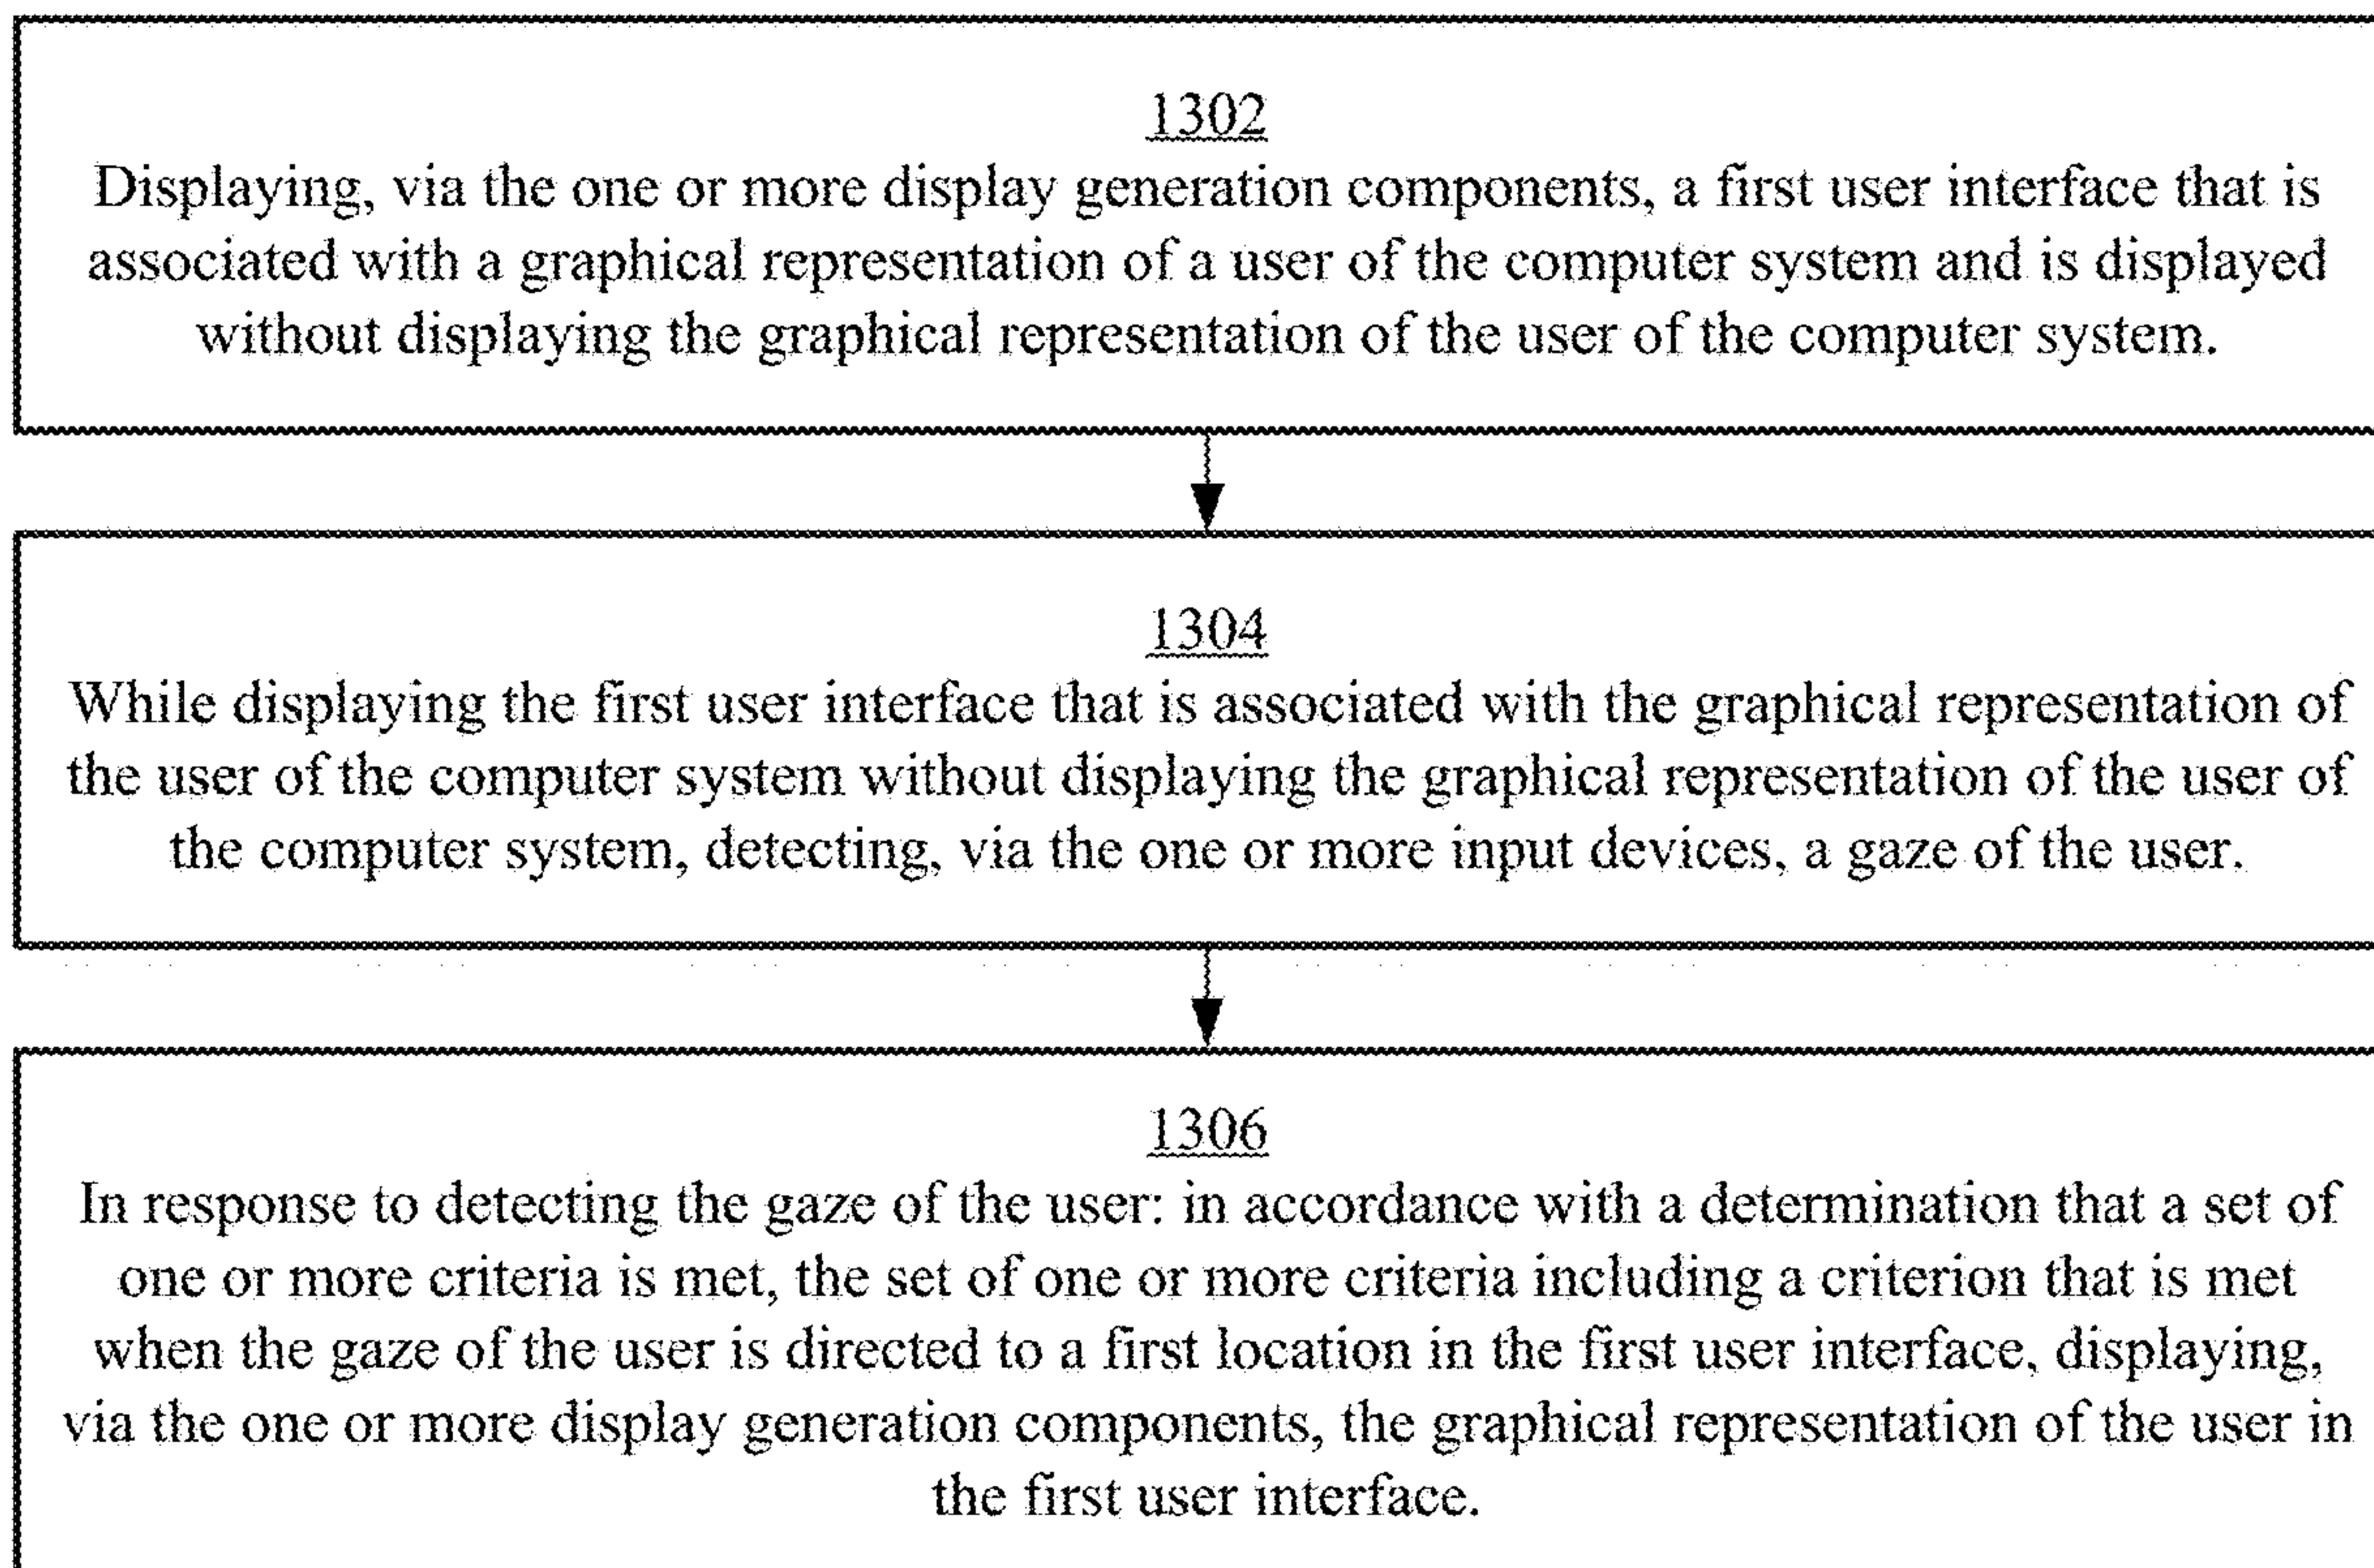 1302
Displaying, via the one or more display generation components, a first user interface that is
associated with a graphical representation of a user of the computer system and is displayed
without displaying the graphical representation of the user of the computer system.
1304
While displaying the first user interface that is associated with the graphical representation of
the user of the computer system without displaying the graphical representation of the user of
the computer system, detecting, via the one or more input devices, a gaze of the user.
1306
In response to detecting the gaze of the user: in accordance with a determination that a set of
one or more criteria is met, the set of one or more criteria including a criterion that is met
when the gaze of the user is directed to a first location in the first user interface, displaying,
via the one or more display generation components, the graphical representation of the user in
the first user interface.